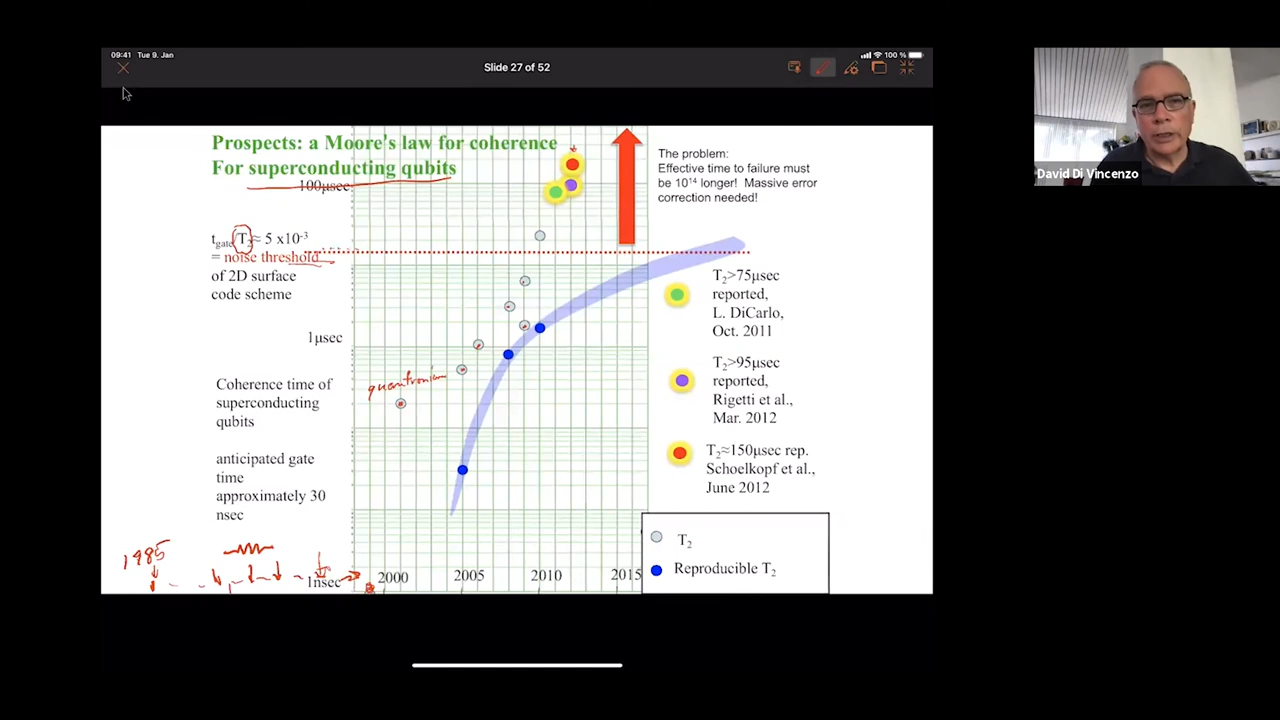 09:41 Tue 9. Jan
100 %
Slide 27 of 52
Prospects: a Moore's law for coherence
For superconducting qubits
100μsec
The problem:
Effective time to failure must
be 10¹⁴ longer! Massive error
correction needed!
David Di Vincenzo
tgate/T₂≈ 5 x10⁻³
= noise threshold
of 2D surface
code scheme
T₂>75μsec
reported,
L. DiCarlo,
Oct. 2011
1μsec
T₂>95μsec
reported,
Rigetti et al.,
Mar. 2012
quantronium
Coherence time of
superconducting
qubits
T₂≈150μsec rep.
Schoelkopf et al.,
June 2012
anticipated gate
time
approximately 30
nsec
T₂
Reproducible T₂
1985
1nsec
2000 2005 2010 2015